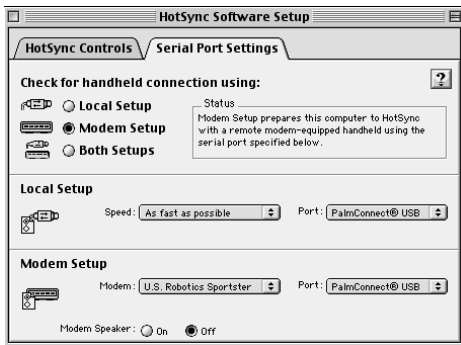 HotSync Software Setup
HotSync Controls
Serial Port Settings
Check for handheld connection using:
?
Local Setup
Modem Setup
Both Setups
Status
Modem Setup prepares this computer to HotSync
with a remote modem-equipped handheld using the
serial port specified below.
Local Setup
Speed: As fast as possible
Port: PalmConnect® USB
Modem Setup
Modem: U.S. Robotics Sportster
Port: PalmConnect® USB
Modem Speaker: On Off